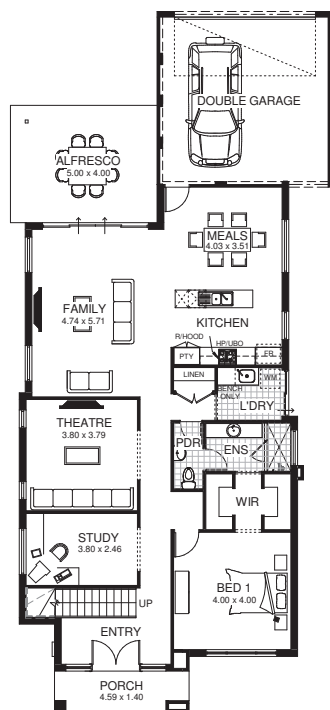 DOUBLE GARAGE
ALFRESCO
5.00 x 4.00
MEALS
4.03 x 3.51
FAMILY
4.74 x 5.71
KITCHEN
R/HOOD
HP/UBO
PTY
FR
LINEN
WM
BENCH
ONLY
L'DRY
THEATRE
3.80 x 3.79
PDR
ENS
WIR
STUDY
3.80 x 2.46
BED 1
4.00 x 4.00
UP
ENTRY
PORCH
4.59 x 1.40